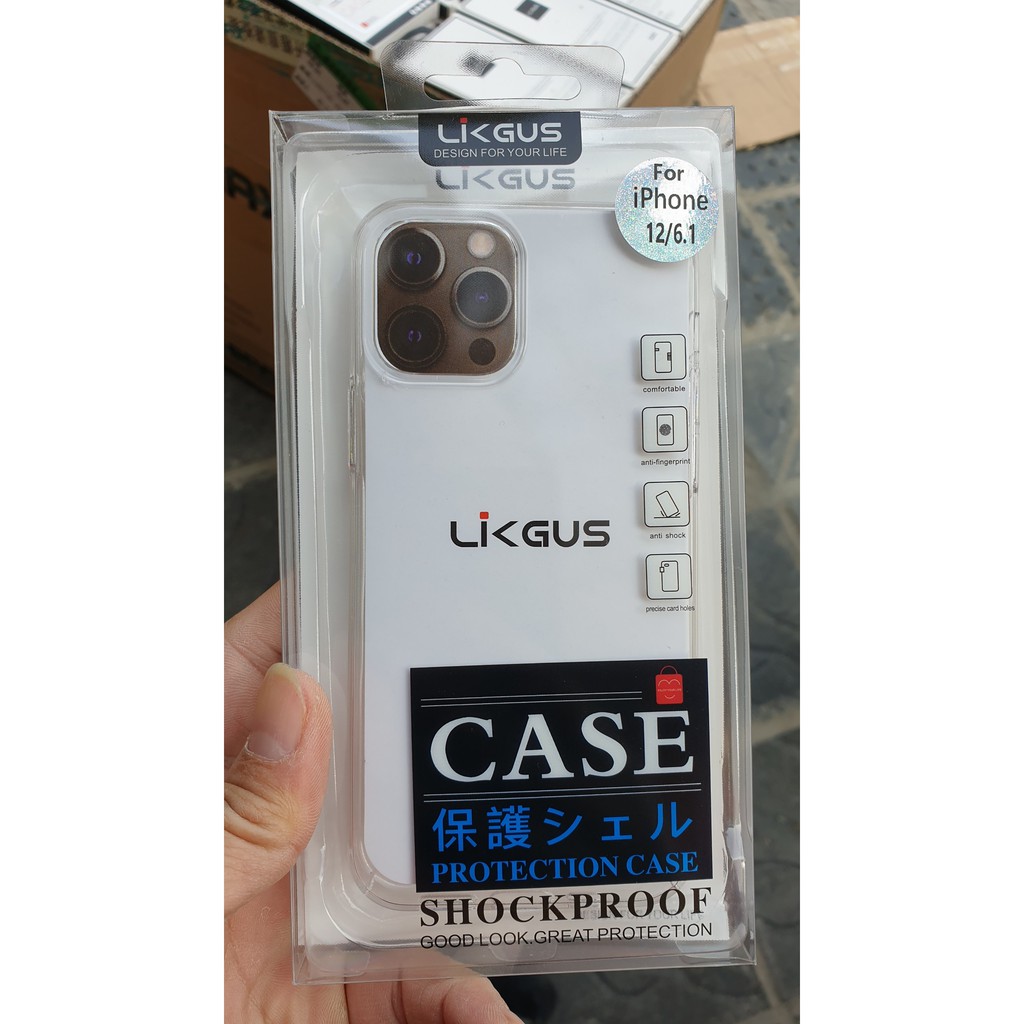 LIKGUS
DESIGN FOR YOUR LIFE
LIKGUS
For
iPhone
12/6.1
comfortable
anti-fingerprint
anti shock
precise card holes
LIKGUS
CASE
保護シェル
PROTECTION CASE
SHOCKPROOF
GOOD LOOK.GREAT PROTECTION